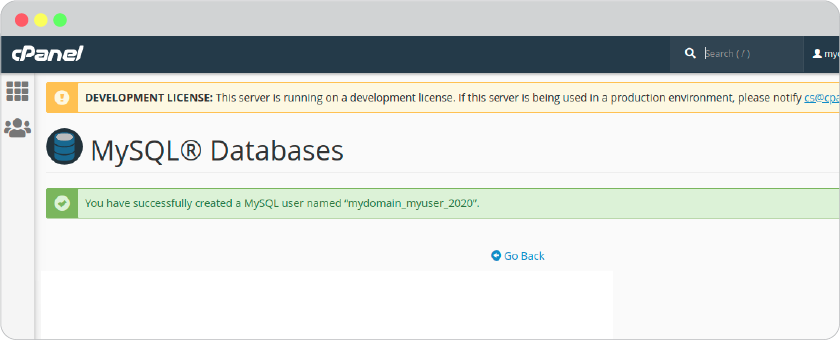 cPanel
Search ( / )
DEVELOPMENT LICENSE: This server is running on a development license. If this server is being used in a production environment, please notify cs@cpa
MySQL® Databases
You have successfully created a MySQL user named “mydomain_myuser_2020”.
Go Back